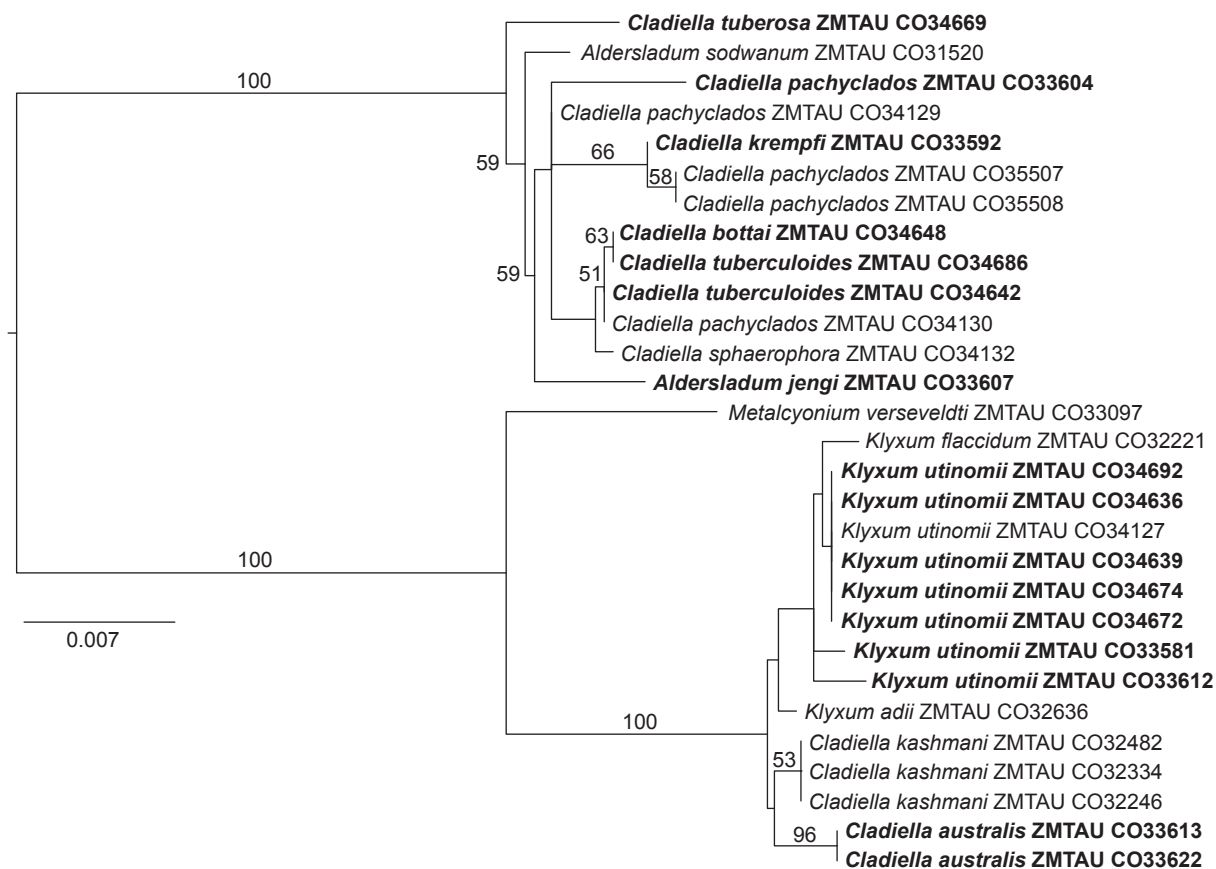 Cladiella tuberosa ZMTAU CO34669
Aldersladum sodwanum ZMTAU CO31520
100
Cladiella pachyclados ZMTAU CO33604
Cladiella pachyclados ZMTAU CO34129
Cladiella krempfi ZMTAU CO33592
66
59
Cladiella pachyclados ZMTAU CO35507
58
Cladiella pachyclados ZMTAU CO35508
Cladiella bottai ZMTAU CO34648
63
Cladiella tuberculoides ZMTAU CO34686
59
51
Cladiella tuberculoides ZMTAU CO34642
Cladiella pachyclados ZMTAU CO34130
Cladiella sphaerophora ZMTAU CO34132
Aldersladum jengi ZMTAU CO33607
Metalcyonium verseveldti ZMTAU CO33097
Klyxum flaccidum ZMTAU CO32221
Klyxum utinomii ZMTAU CO34692
Klyxum utinomii ZMTAU CO34636
Klyxum utinomii ZMTAU CO34127
100
Klyxum utinomii ZMTAU CO34639
Klyxum utinomii ZMTAU CO34674
Klyxum utinomii ZMTAU CO34672
0.007
Klyxum utinomii ZMTAU CO33581
Klyxum utinomii ZMTAU CO33612
Klyxum adii ZMTAU CO32636
100
Cladiella kashmani ZMTAU CO32482
53
Cladiella kashmani ZMTAU CO32334
Cladiella kashmani ZMTAU CO32246
Cladiella australis ZMTAU CO33613
96
Cladiella australis ZMTAU CO33622